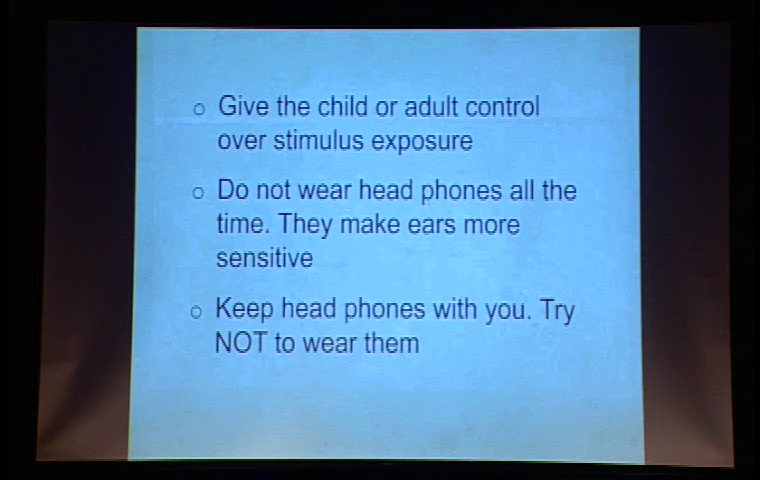 ○ Give the child or adult control
over stimulus exposure
○ Do not wear head phones all the
time. They make ears more
sensitive
○ Keep head phones with you. Try
NOT to wear them